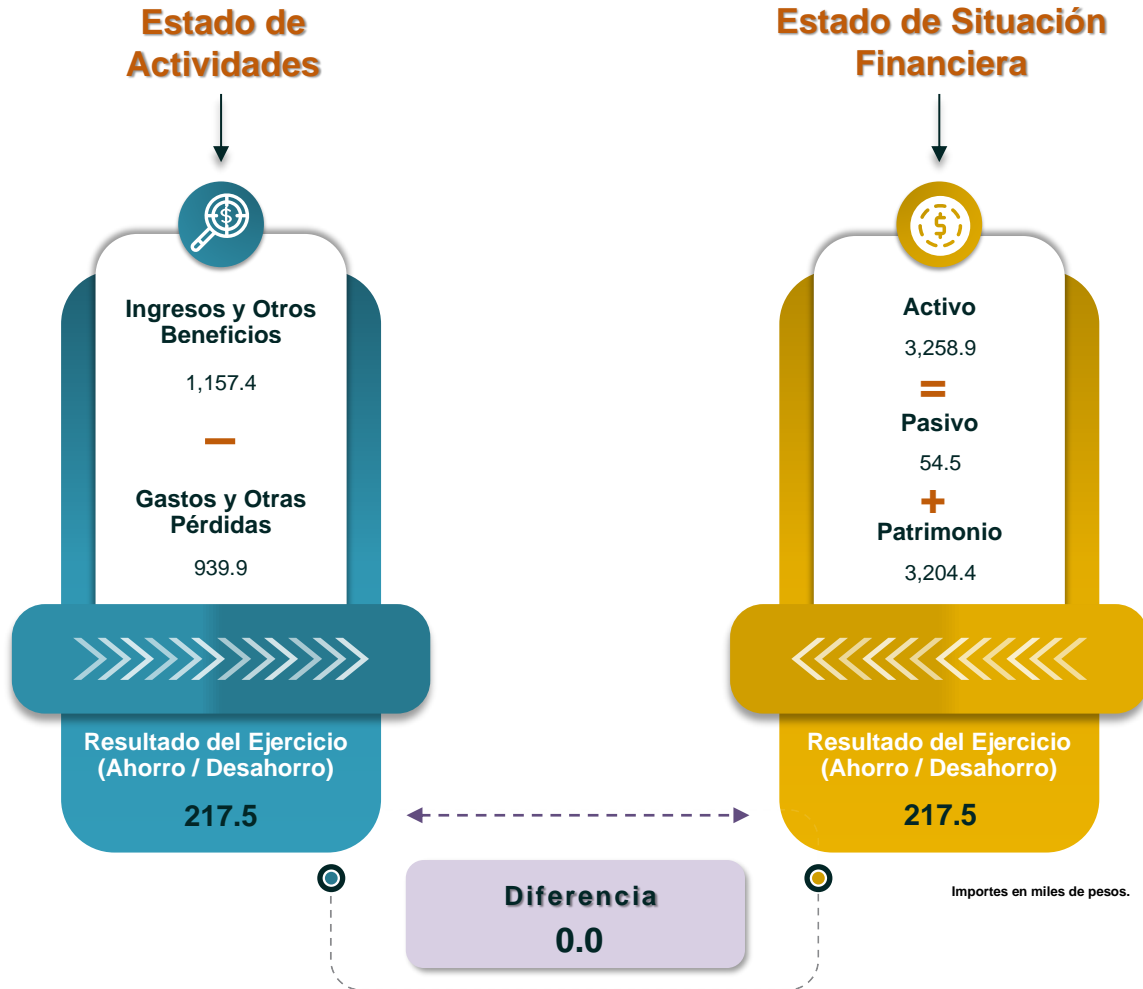 Estado de
Actividades
Ingresos y Otros
Beneficios
1,157.4
–
Gastos y Otras
Pérdidas
939.9
Resultado del Ejercicio
(Ahorro / Desahorro)
217.5
Estado de Situación
Financiera
$
Activo
3,258.9
=
Pasivo
54.5
+
Patrimonio
3,204.4
Resultado del Ejercicio
(Ahorro / Desahorro)
217.5
Diferencia
0.0
Importes en miles de pesos.